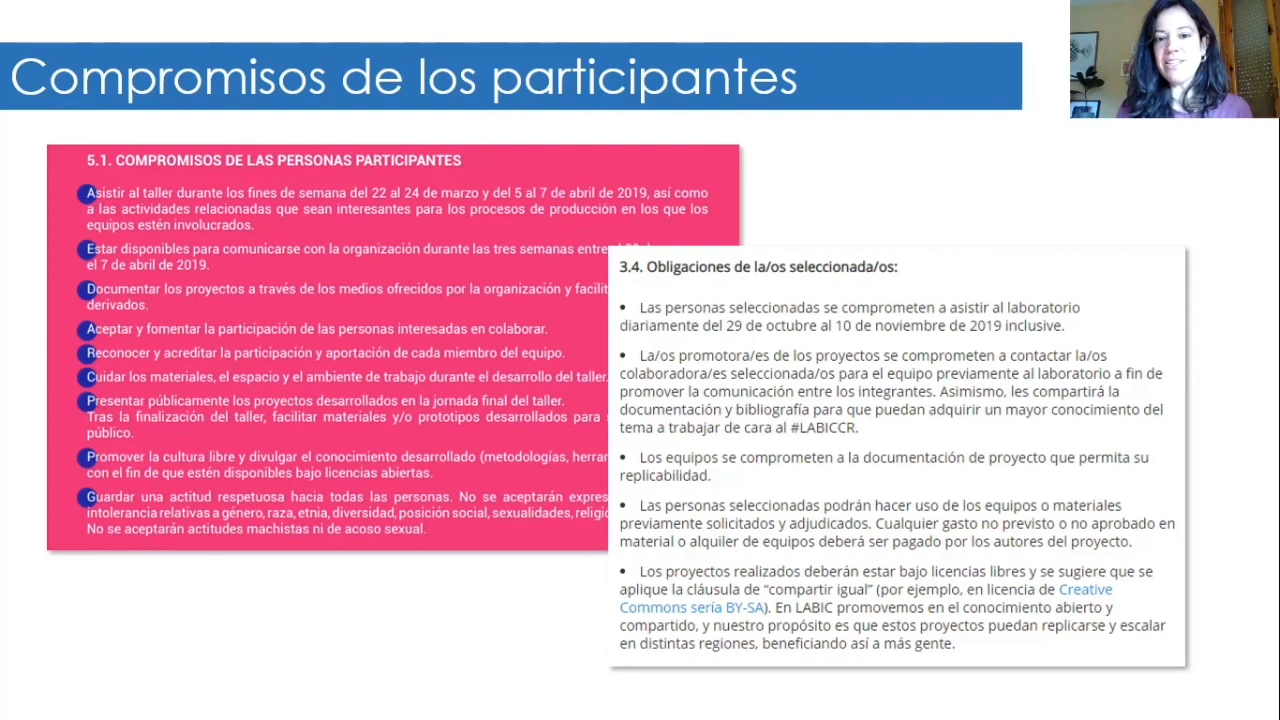 Compromisos de los participantes
5.1. COMPROMISOS DE LAS PERSONAS PARTICIPANTES
Asistir al taller durante los fines de semana del 22 al 24 de marzo y del 5 al 7 de abril de 2019, así como
a las actividades relacionadas que sean interesantes para los procesos de producción en los que los
equipos estén involucrados.
Estar disponibles para comunicarse con la organización durante las tres semanas entre
el 7 de abril de 2019.
Documentar los proyectos a través de los medios ofrecidos por la organización y
derivados.
Aceptar y fomentar la participación de las personas interesadas en colaborar.
Reconocer y acreditar la participación y aportación de cada miembro del equipo.
Cuidar los materiales, el espacio y el ambiente de trabajo durante el desarrollo del taller.
Presentar públicamente los proyectos desarrollados en la jornada final del taller.
Tras la finalización del taller, facilitar materiales y/o prototipos desarrollados para
público.
Promover la cultura libre y divulgar el conocimiento desarrollado (metodologías,
con el fin de que estén disponibles bajo licencias abiertas.
Guardar una actitud respetuosa hacia todas las personas. No se aceptarán
intolerancia relativas a género, raza, etnia, diversidad, posición social, sexualidades,
No se aceptarán actitudes machistas ni de acoso sexual.
3.4. Obligaciones de la/os seleccionada/os:
• Las personas seleccionadas se comprometen a asistir al laboratorio
diariamente del 29 de octubre al 10 de noviembre de 2019 inclusive.
• La/os promotora/es de los proyectos se comprometen a contactar la/os
colaboradora/es seleccionada/os para el equipo previamente al laboratorio a fin de
promover la comunicación entre los integrantes. Asimismo, les compartirá la
documentación y bibliografía para que puedan adquirir un mayor conocimiento del
tema a trabajar de cara al #LABICCR.
• Los equipos se comprometen a la documentación de proyecto que permita su
replicabilidad.
• Las personas seleccionadas podrán hacer uso de los equipos o materiales
previamente solicitados y adjudicados. Cualquier gasto no previsto o no aprobado en
material o alquiler de equipos deberá ser pagado por los autores del proyecto.
• Los proyectos realizados deberán estar bajo licencias libres y se sugiere que se
aplique la cláusula de “compartir igual” (por ejemplo, en licencia de Creative
Commons sería BY-SA). En LABIC promovemos en el conocimiento abierto y
compartido, y nuestro propósito es que estos proyectos puedan replicarse y escalar
en distintas regiones, beneficiando así a más gente.